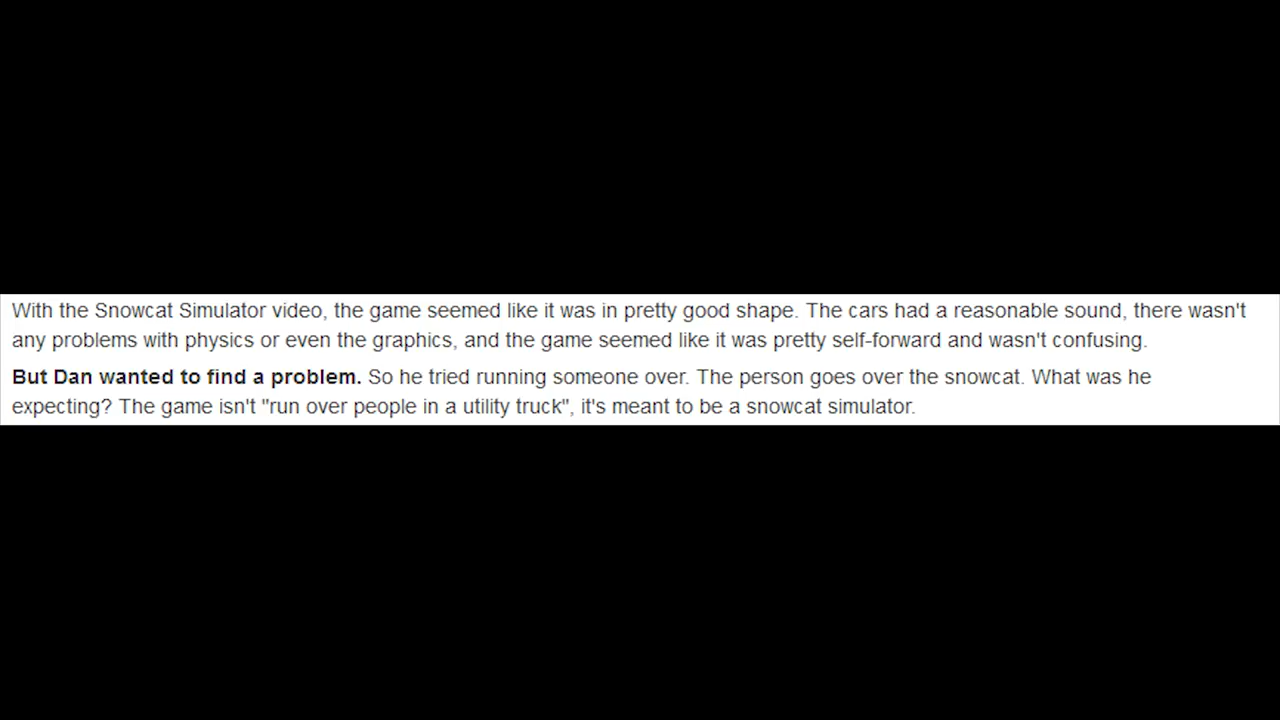 With the Snowcat Simulator video, the game seemed like it was in pretty good shape. The cars had a reasonable sound, there wasn't
any problems with physics or even the graphics, and the game seemed like it was pretty self-forward and wasn't confusing.
But Dan wanted to find a problem. So he tried running someone over. The person goes over the snowcat. What was he
expecting? The game isn't "run over people in a utility truck", it's meant to be a snowcat simulator.